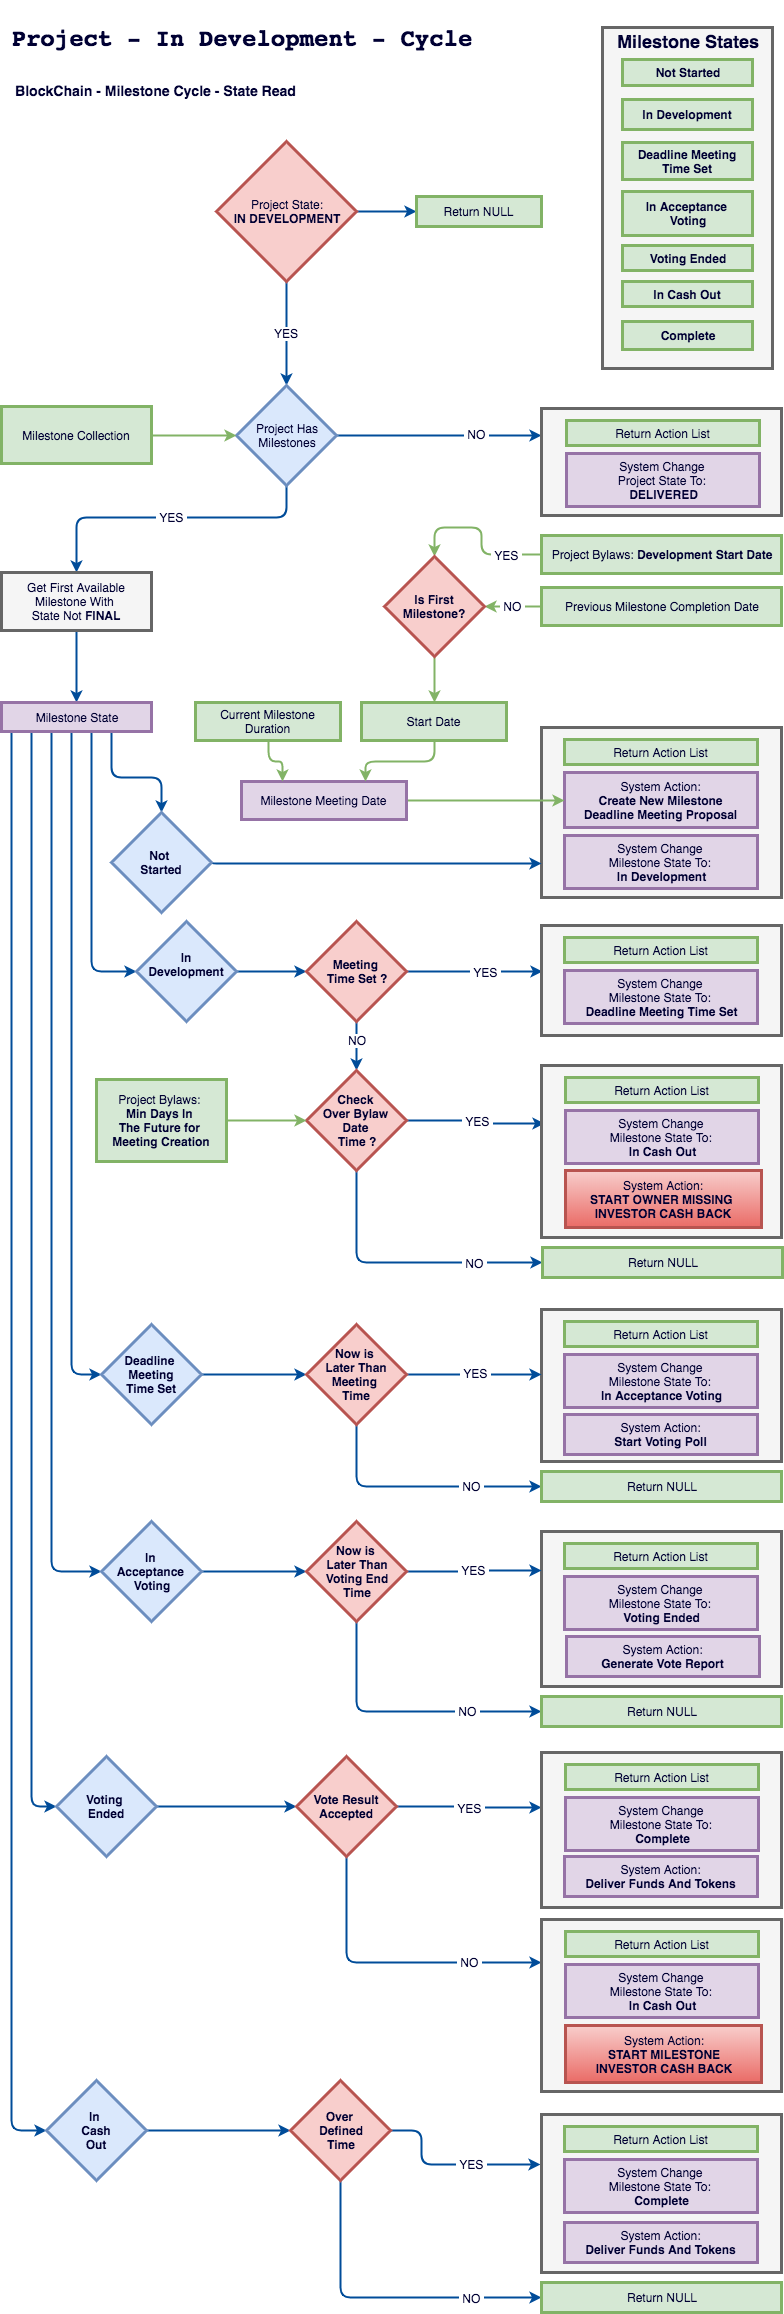 Project - In Development - Cycle
BlockChain - Milestone Cycle - State Read
Milestone States
Not Started
In Development
Deadline Meeting
Time Set
In Acceptance
Voting
Voting Ended
In Cash Out
Complete
Project State:
IN DEVELOPMENT
Return NULL
YES
Milestone Collection
Project Has
Milestones
NO
Return Action List
System Change
Project State To:
DELIVERED
YES
Get First Available
Milestone With
State Not FINAL
Is First
Milestone?
YES
Project Bylaws: Development Start Date
NO
Previous Milestone Completion Date
Milestone State
Current Milestone
Duration
Start Date
Milestone Meeting Date
Return Action List
System Action:
Create New Milestone
Deadline Meeting Proposal
System Change
Milestone State To:
In Development
Not
Started
In
Development
Meeting
Time Set ?
YES
Return Action List
System Change
Milestone State To:
Deadline Meeting Time Set
NO
Project Bylaws:
Min Days In
The Future for
Meeting Creation
Check
Over Bylaw
Date
Time ?
YES
Return Action List
System Change
Milestone State To:
In Cash Out
System Action:
START OWNER MISSING
INVESTOR CASH BACK
NO
Return NULL
Deadline
Meeting
Time Set
Now is
Later Than
Meeting
Time
YES
Return Action List
System Change
Milestone State To:
In Acceptance Voting
System Action:
Start Voting Poll
NO
Return NULL
In
Acceptance
Voting
Now is
Later Than
Voting End
Time
YES
Return Action List
System Change
Milestone State To:
Voting Ended
System Action:
Generate Vote Report
NO
Return NULL
Voting
Ended
Vote Result
Accepted
YES
Return Action List
System Change
Milestone State To:
Complete
System Action:
Deliver Funds And Tokens
NO
Return Action List
System Change
Milestone State To:
In Cash Out
System Action:
START MILESTONE
INVESTOR CASH BACK
In
Cash
Out
Over
Defined
Time
YES
Return Action List
System Change
Milestone State To:
Complete
System Action:
Deliver Funds And Tokens
NO
Return NULL